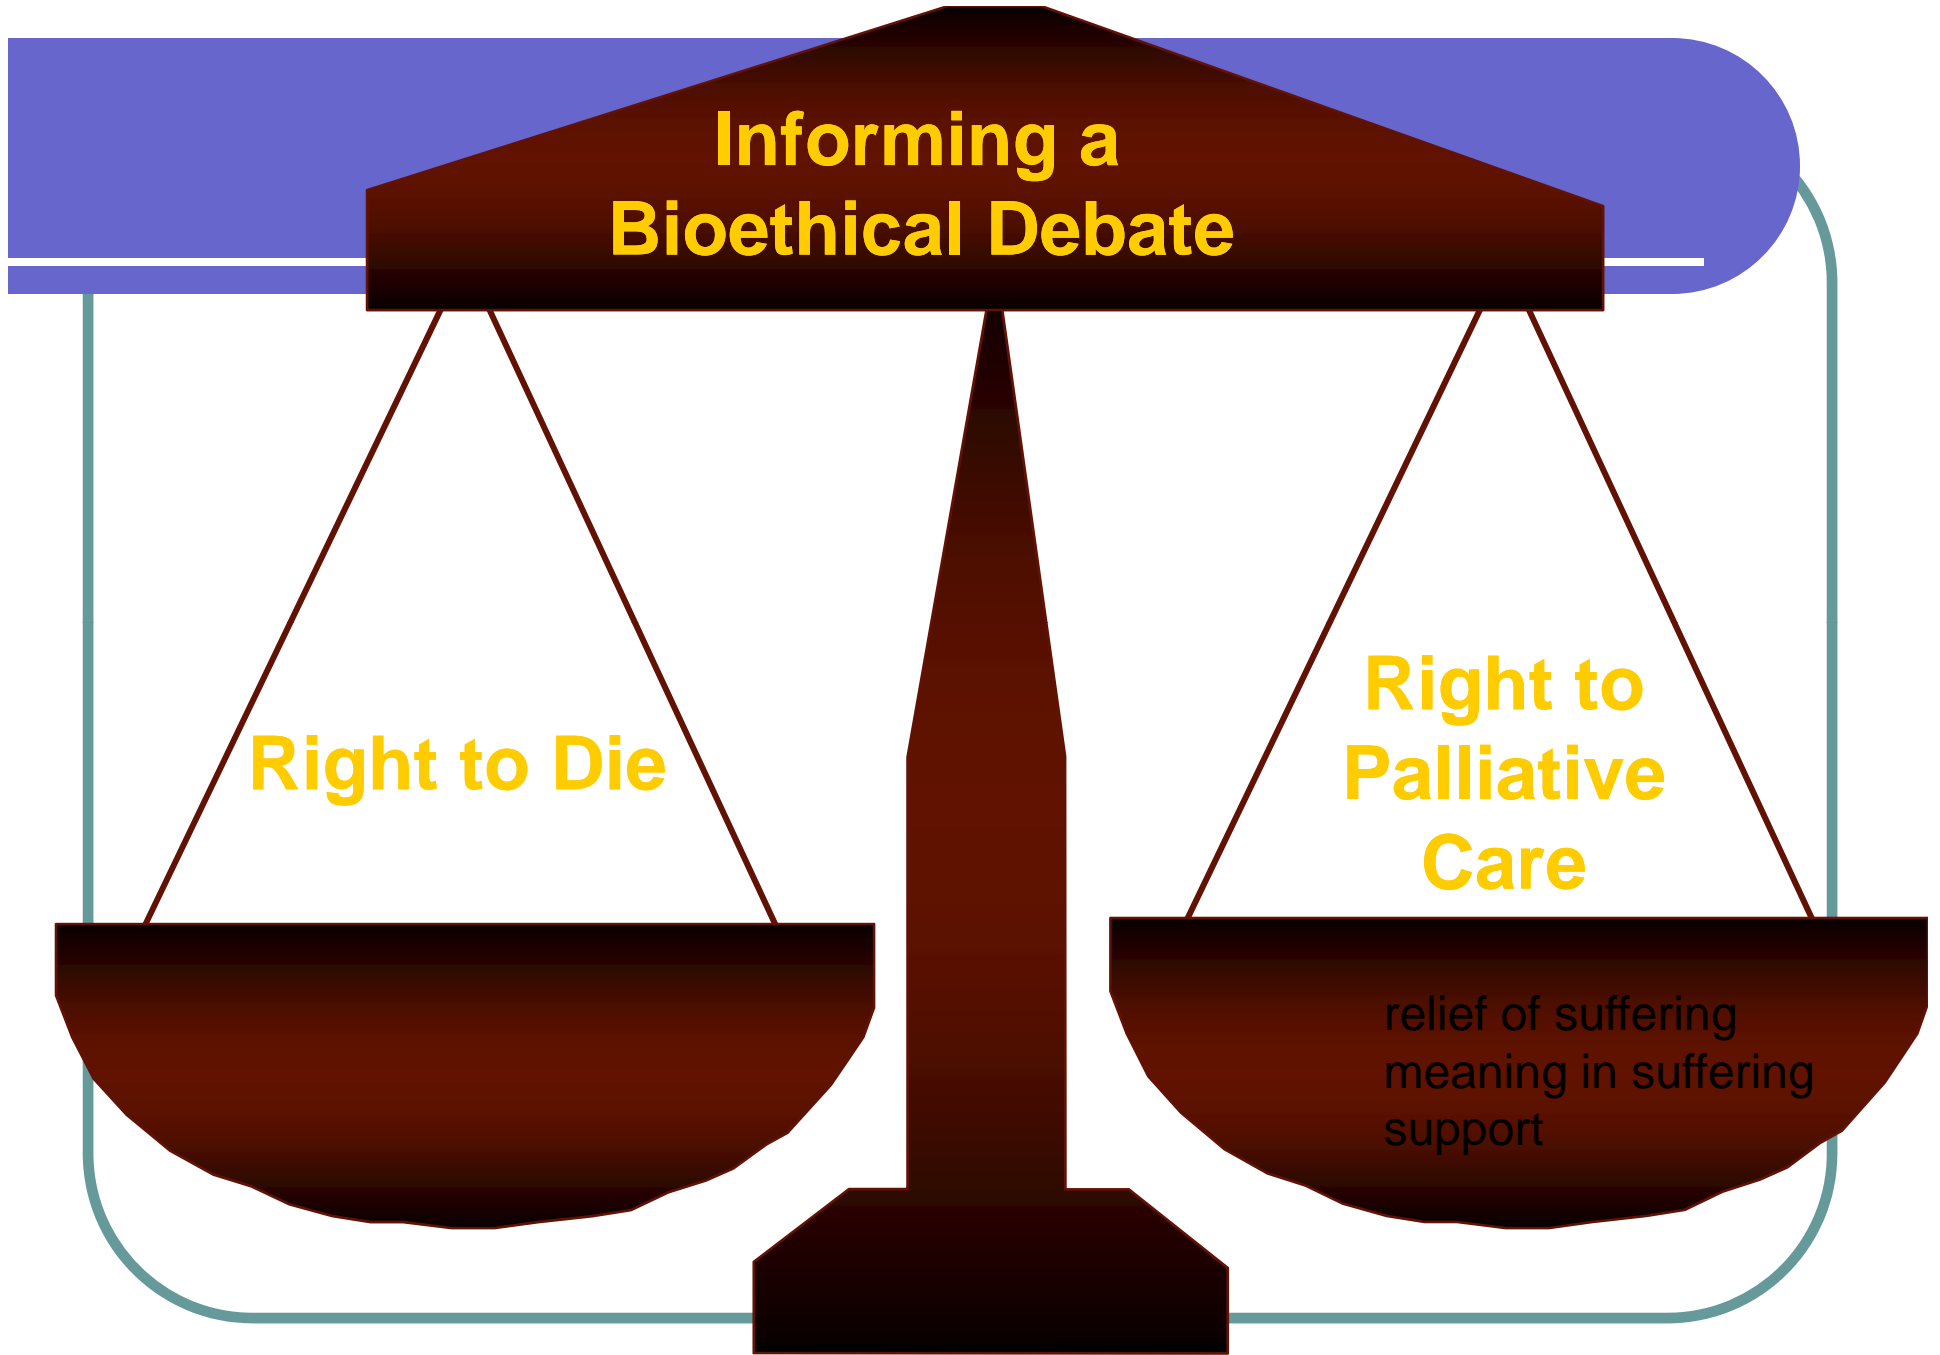 Informing a
Bioethical Debate
Right to Die
Right to
Palliative
Care
relief of suffering
meaning in suffering
support